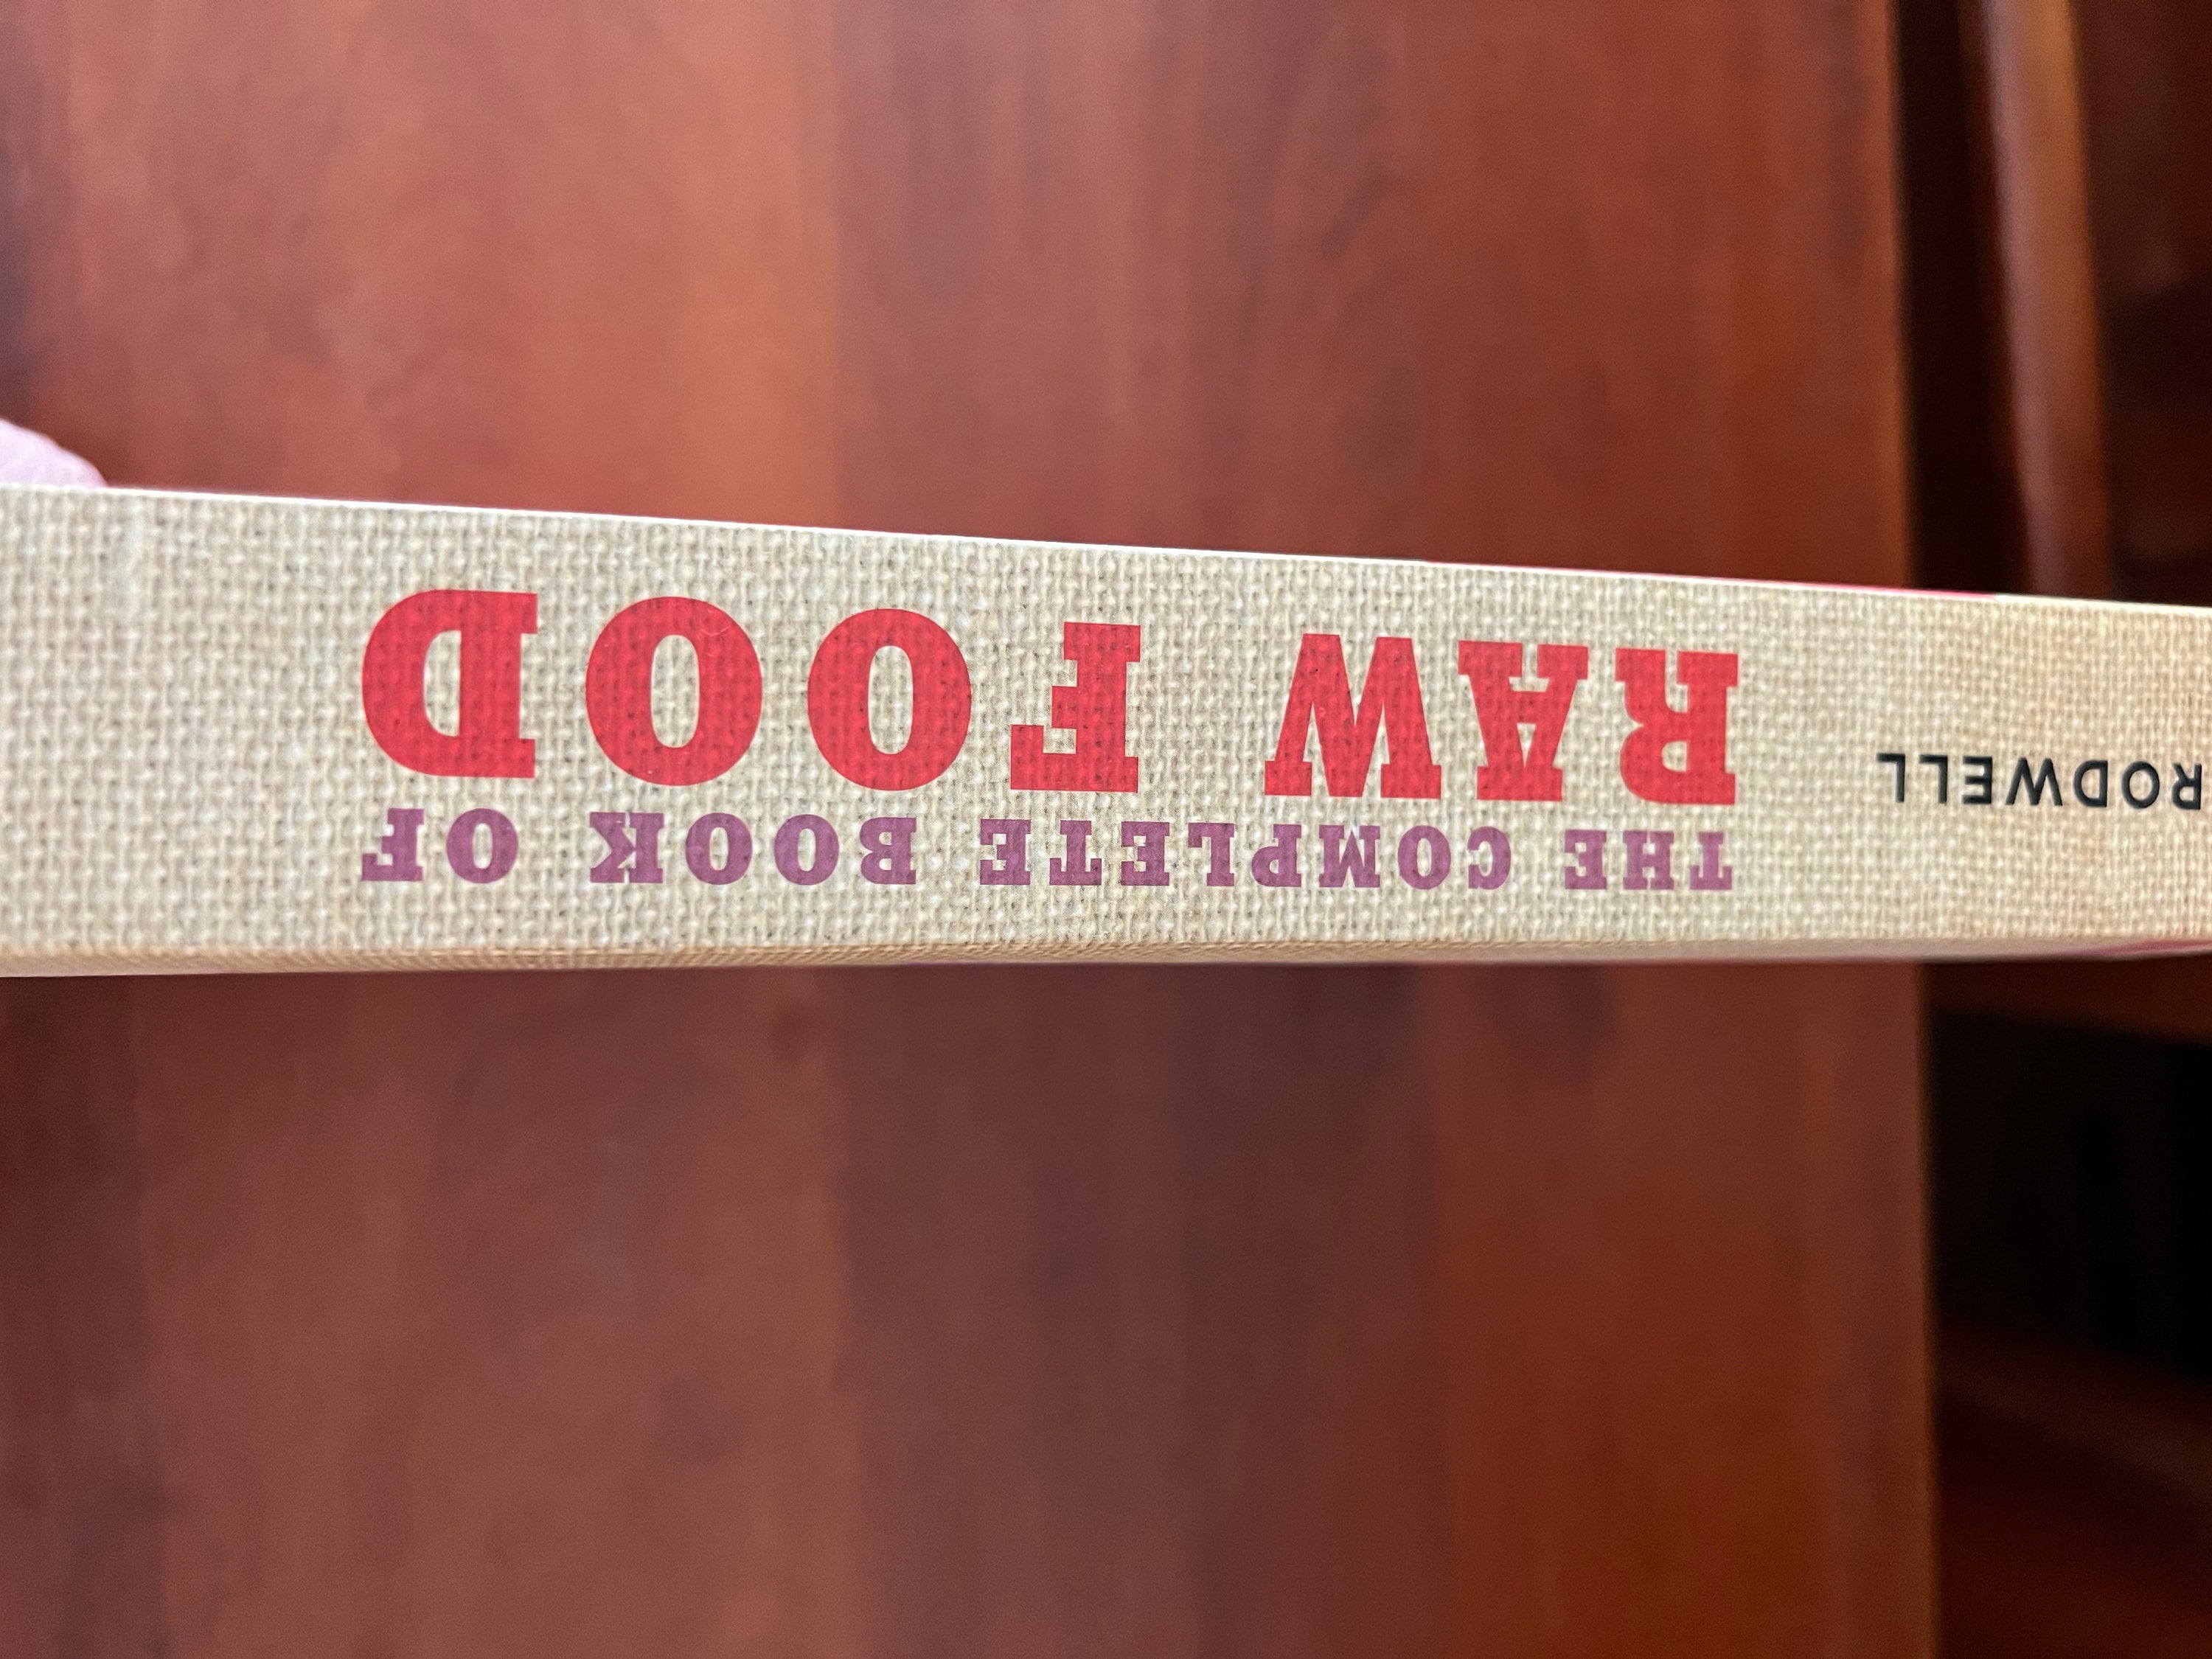 RODWELL
THE COMPLETE BOOK OF
RAW FOOD